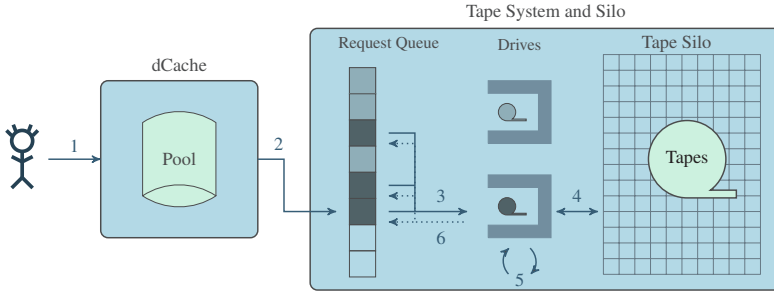 Tape System and Silo
dCache
Request Queue
Drives
Tape Silo
1
Pool
2
3
6
5
4
Tapes